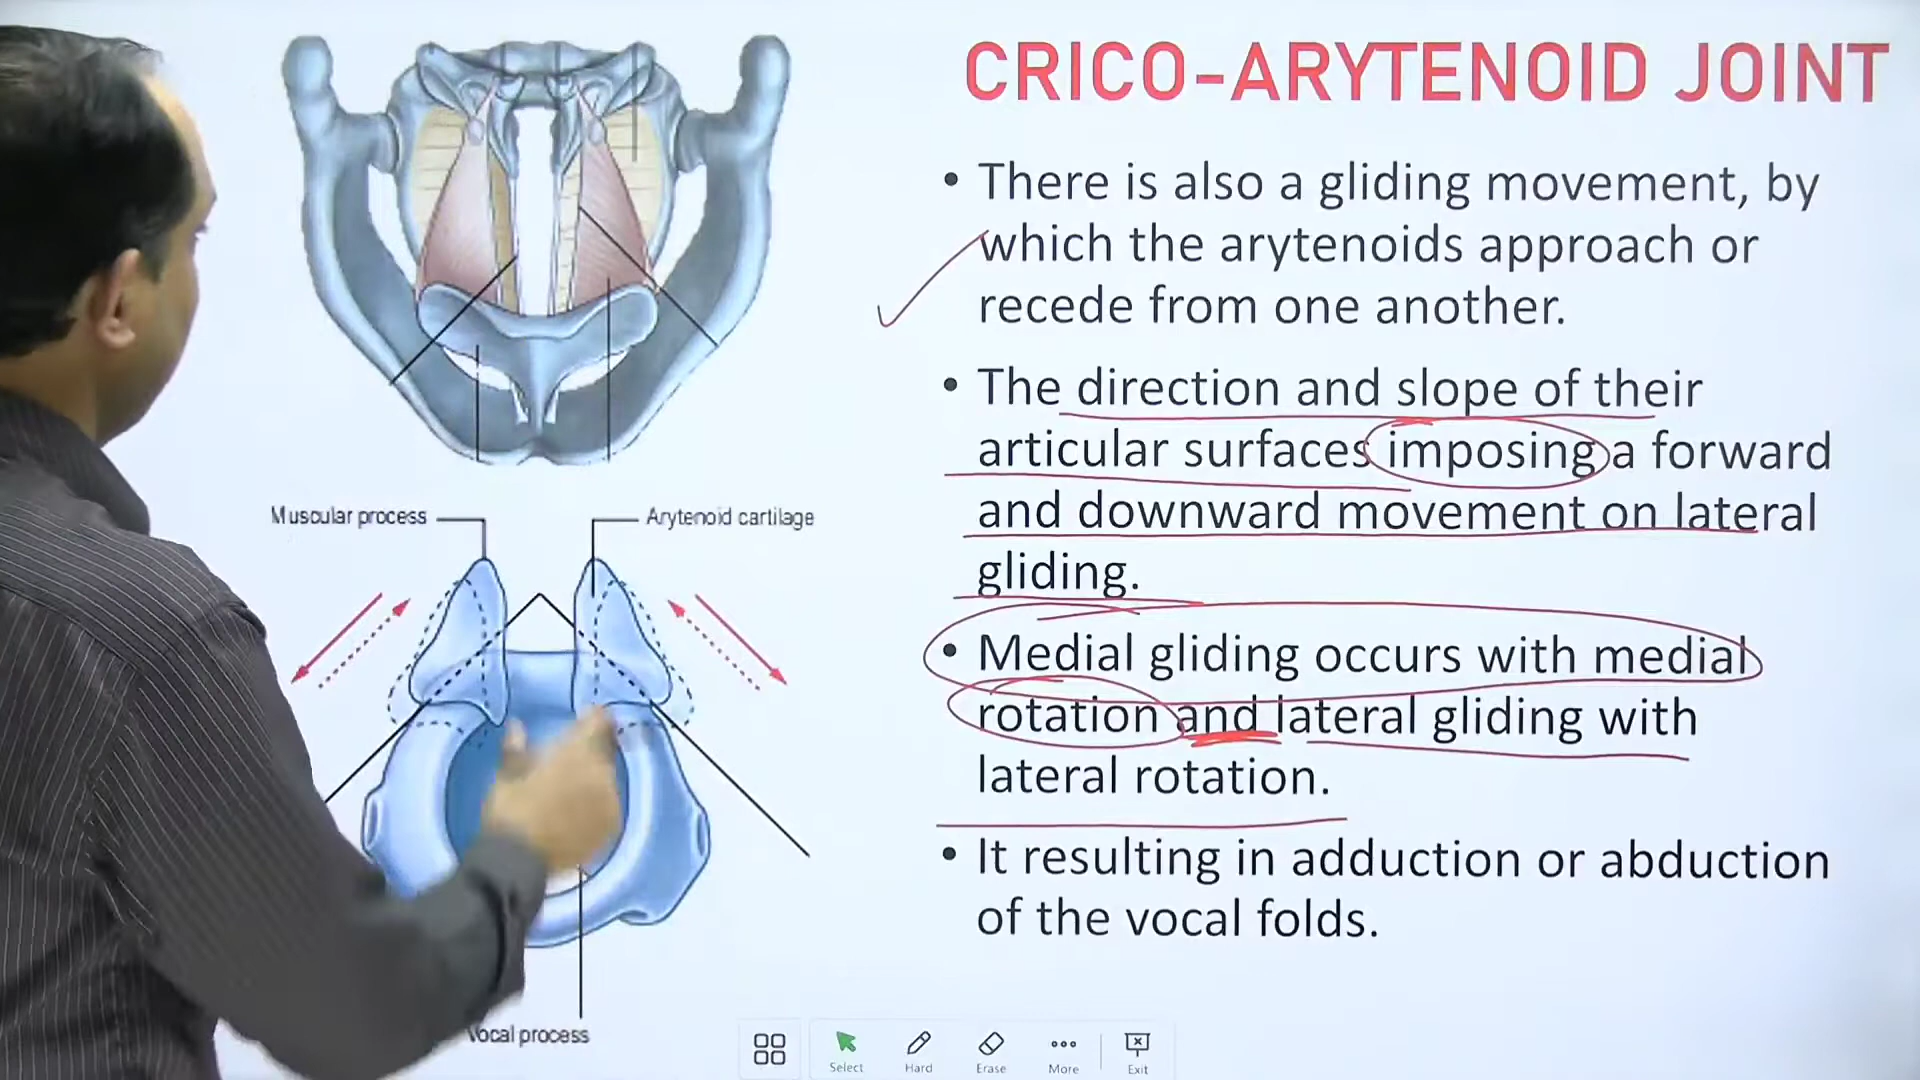 CRICO-ARYTENOID JOINT
• There is also a gliding movement, by
which the arytenoids approach or
recede from one another.
• The direction and slope of their
articular surfaces imposing a forward
and downward movement on lateral
gliding.
• Medial gliding occurs with medial
rotation and lateral gliding with
lateral rotation.
• It resulting in adduction or abduction
of the vocal folds.
Muscular process
Arytenoid cartilage
Vocal process
Select
Hard
Erase
More
Exit